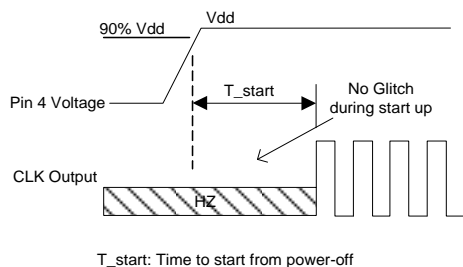 Vdd
90% Vdd
T_start
No Glitch
during start up
Pin 4 Voltage
CLK Output
HZ
T_start: Time to start from power-off